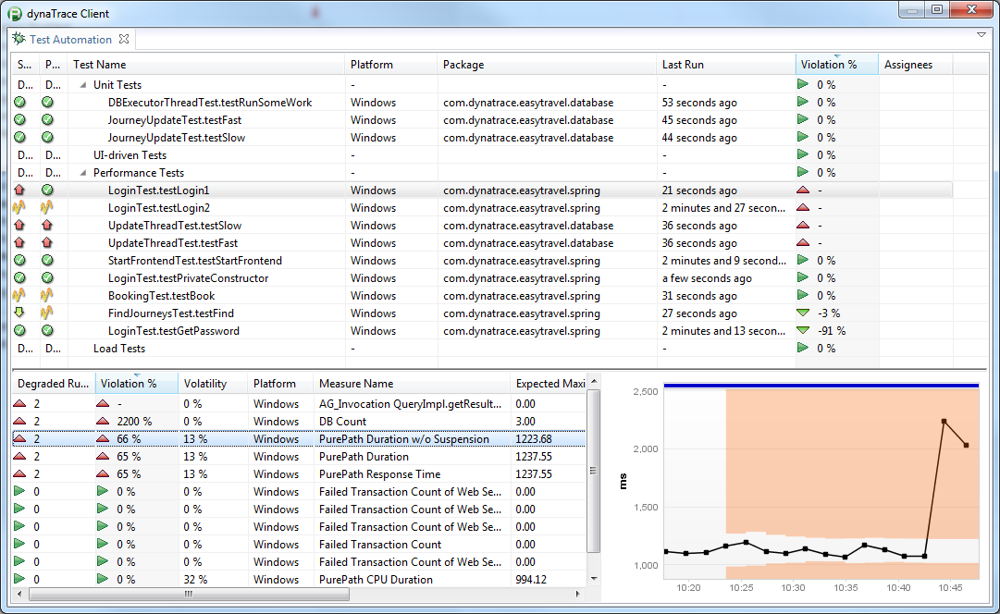 dynaTrace Client
Test Automation
S... P... Test Name Platform Package Last Run Violation % Assignees
D... D... Unit Tests - - 0 %
DBExecutorThreadTest.testRunSomeWork Windows com.dynatrace.easytravel.database 53 seconds ago 0 %
JourneyUpdateTest.testFast Windows com.dynatrace.easytravel.database 45 seconds ago 0 %
JourneyUpdateTest.testSlow Windows com.dynatrace.easytravel.database 44 seconds ago 0 %
D... D... UI-driven Tests - - 0 %
D... D... Performance Tests - - 0 %
LoginTest.testLogin1 Windows com.dynatrace.easytravel.spring 21 seconds ago -
LoginTest.testLogin2 Windows com.dynatrace.easytravel.spring 2 minutes and 27 secon... -
UpdateThreadTest.testSlow Windows com.dynatrace.easytravel.database 36 seconds ago -
UpdateThreadTest.testFast Windows com.dynatrace.easytravel.database 36 seconds ago -
StartFrontendTest.testStartFrontend Windows com.dynatrace.easytravel.spring 2 minutes and 9 second... 0 %
LoginTest.testPrivateConstructor Windows com.dynatrace.easytravel.spring a few seconds ago 0 %
BookingTest.testBook Windows com.dynatrace.easytravel.spring 31 seconds ago 0 %
FindJourneysTest.testFind Windows com.dynatrace.easytravel.spring 27 seconds ago -3 %
LoginTest.testGetPassword Windows com.dynatrace.easytravel.spring 2 minutes and 13 secon... -91 %
D... D... Load Tests - - 0 %
Degraded Ru... Violation % Volatility Platform Measure Name Expected Maxi
2 - 0 % Windows AG_Invocation QueryImpl.getResult... 0.00
2 2200 % 0 % Windows DB Count 3.00
2 66 % 13 % Windows PurePath Duration w/o Suspension 1223.68
2 65 % 13 % Windows PurePath Duration 1237.55
2 65 % 13 % Windows PurePath Response Time 1237.55
0 0 % 0 % Windows Failed Transaction Count of Web Se... 0.00
0 0 % 0 % Windows Failed Transaction Count of Web Se... 0.00
0 0 % 0 % Windows Failed Transaction Count of Web Se... 0.00
0 0 % 0 % Windows Failed Transaction Count 0.00
0 0 % 0 % Windows Failed Transaction Count of Web Se... 0.00
0 0 % 32 % Windows PurePath CPU Duration 994.12
2,500
2,000
1,500
1,000
ms
10:20 10:25 10:30 10:35 10:40 10:45